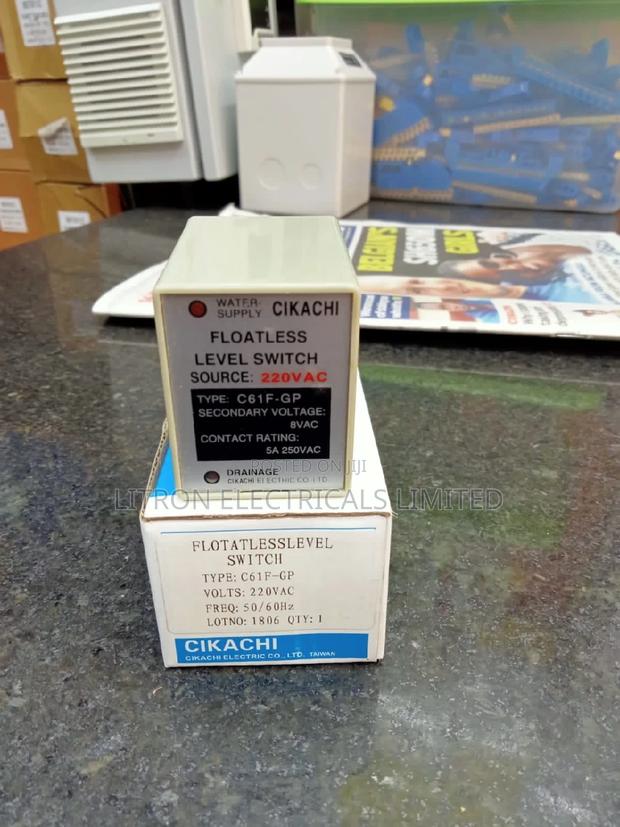 WATER-
SUPPLY
CIKACHI
FLOATLESS
LEVEL SWITCH
SOURCE: 220VAC
TYPE: C61F-GP
SECONDARY VOLTAGE:
8VAC
CONTACT RATING:
5A 250VAC
DRAINAGE
CIKACHI ELECTRIC CO., LTD.
POSTED ON JIJI
LITRON ELECTRICALS LIMITED
FLOTATLESSLEVEL
SWITCH
TYPE: C61F-GP
VOLTS: 220VAC
FREQ: 50/60Hz
LOTNO: 1806 QTY: 1
CIKACHI
CIKACHI ELECTRIC CO., LTD. TAIWAN